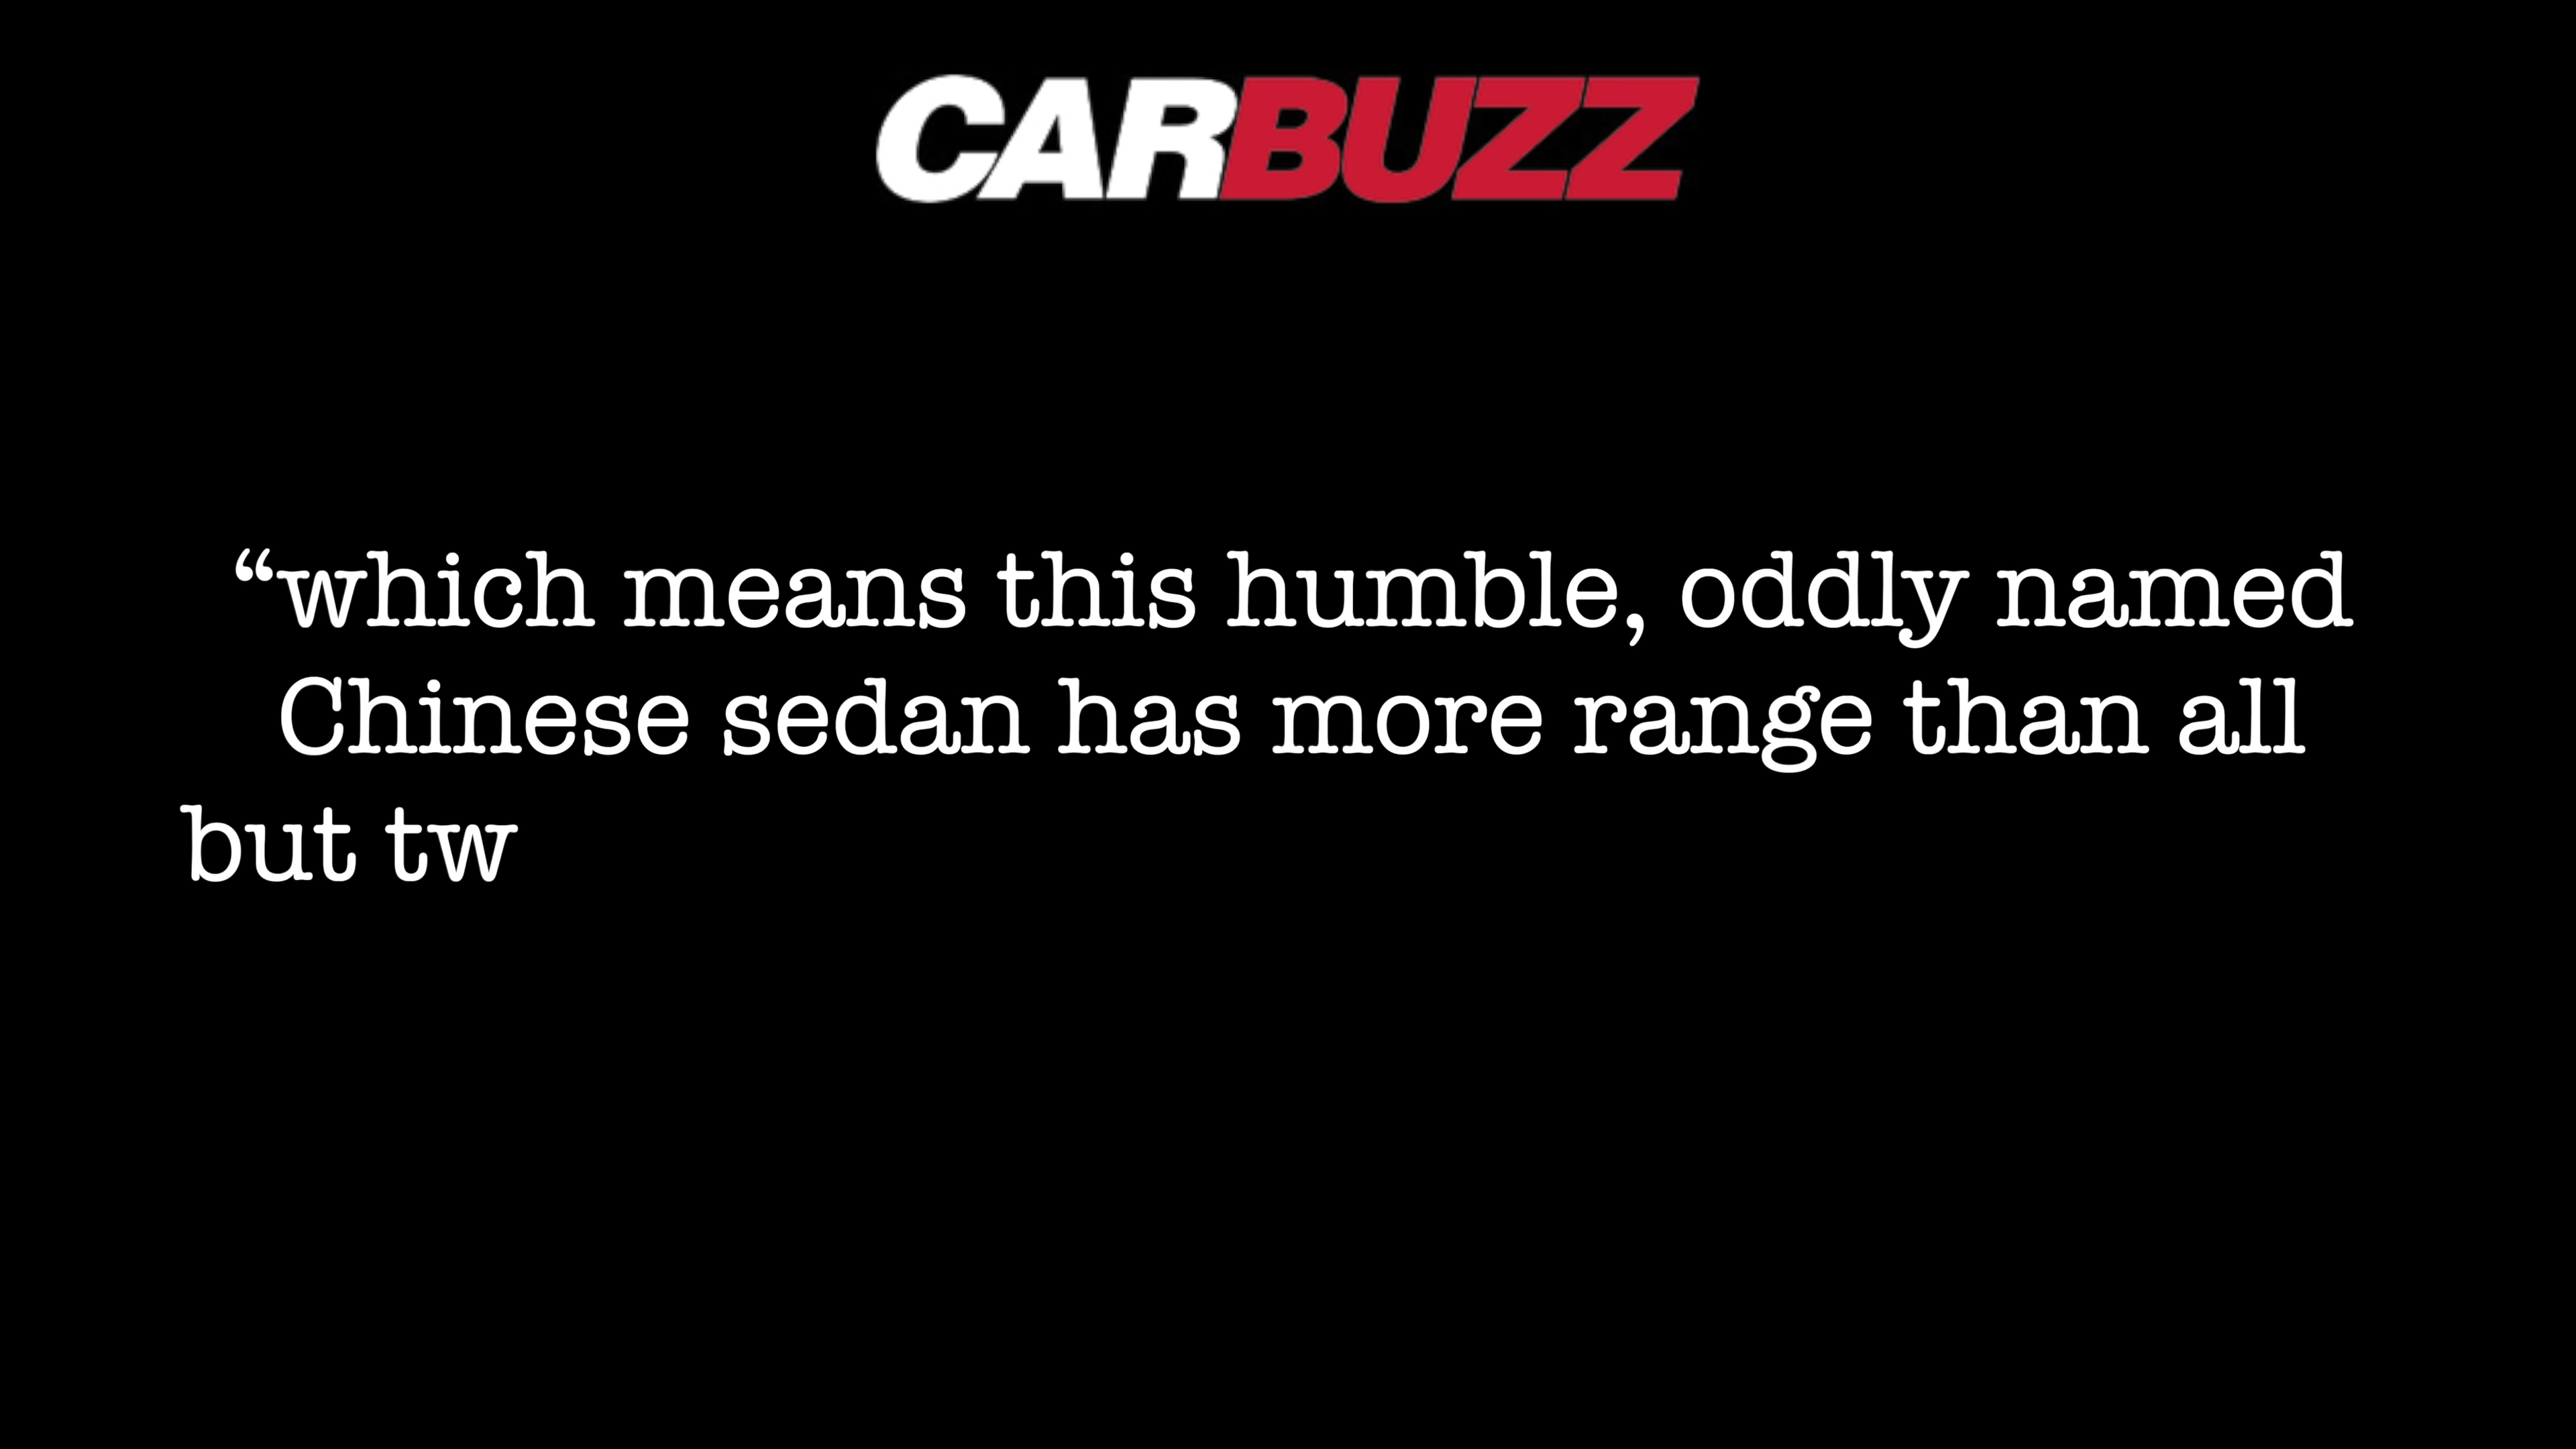 CARBUZZ
“which means this humble, oddly named
Chinese sedan has more range than all
but tw